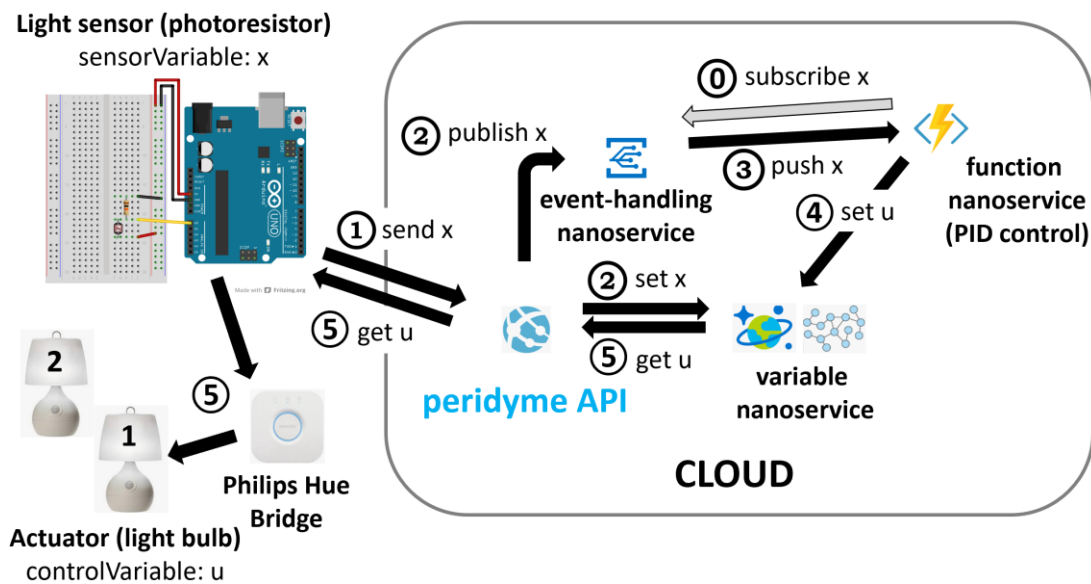 Light sensor (photoresistor)
sensorVariable: x
ARDUINO
UNO
Made with Fritzing.org
0 subscribe x
2 publish x
3 push x
event-handling
nanoservice
function
nanoservice
(PID control)
4 set u
1 send x
5 get u
2 set x
5 get u
peridyme API
variable
nanoservice
CLOUD
2
1
5
Philips Hue
Bridge
Actuator (light bulb)
controlVariable: u